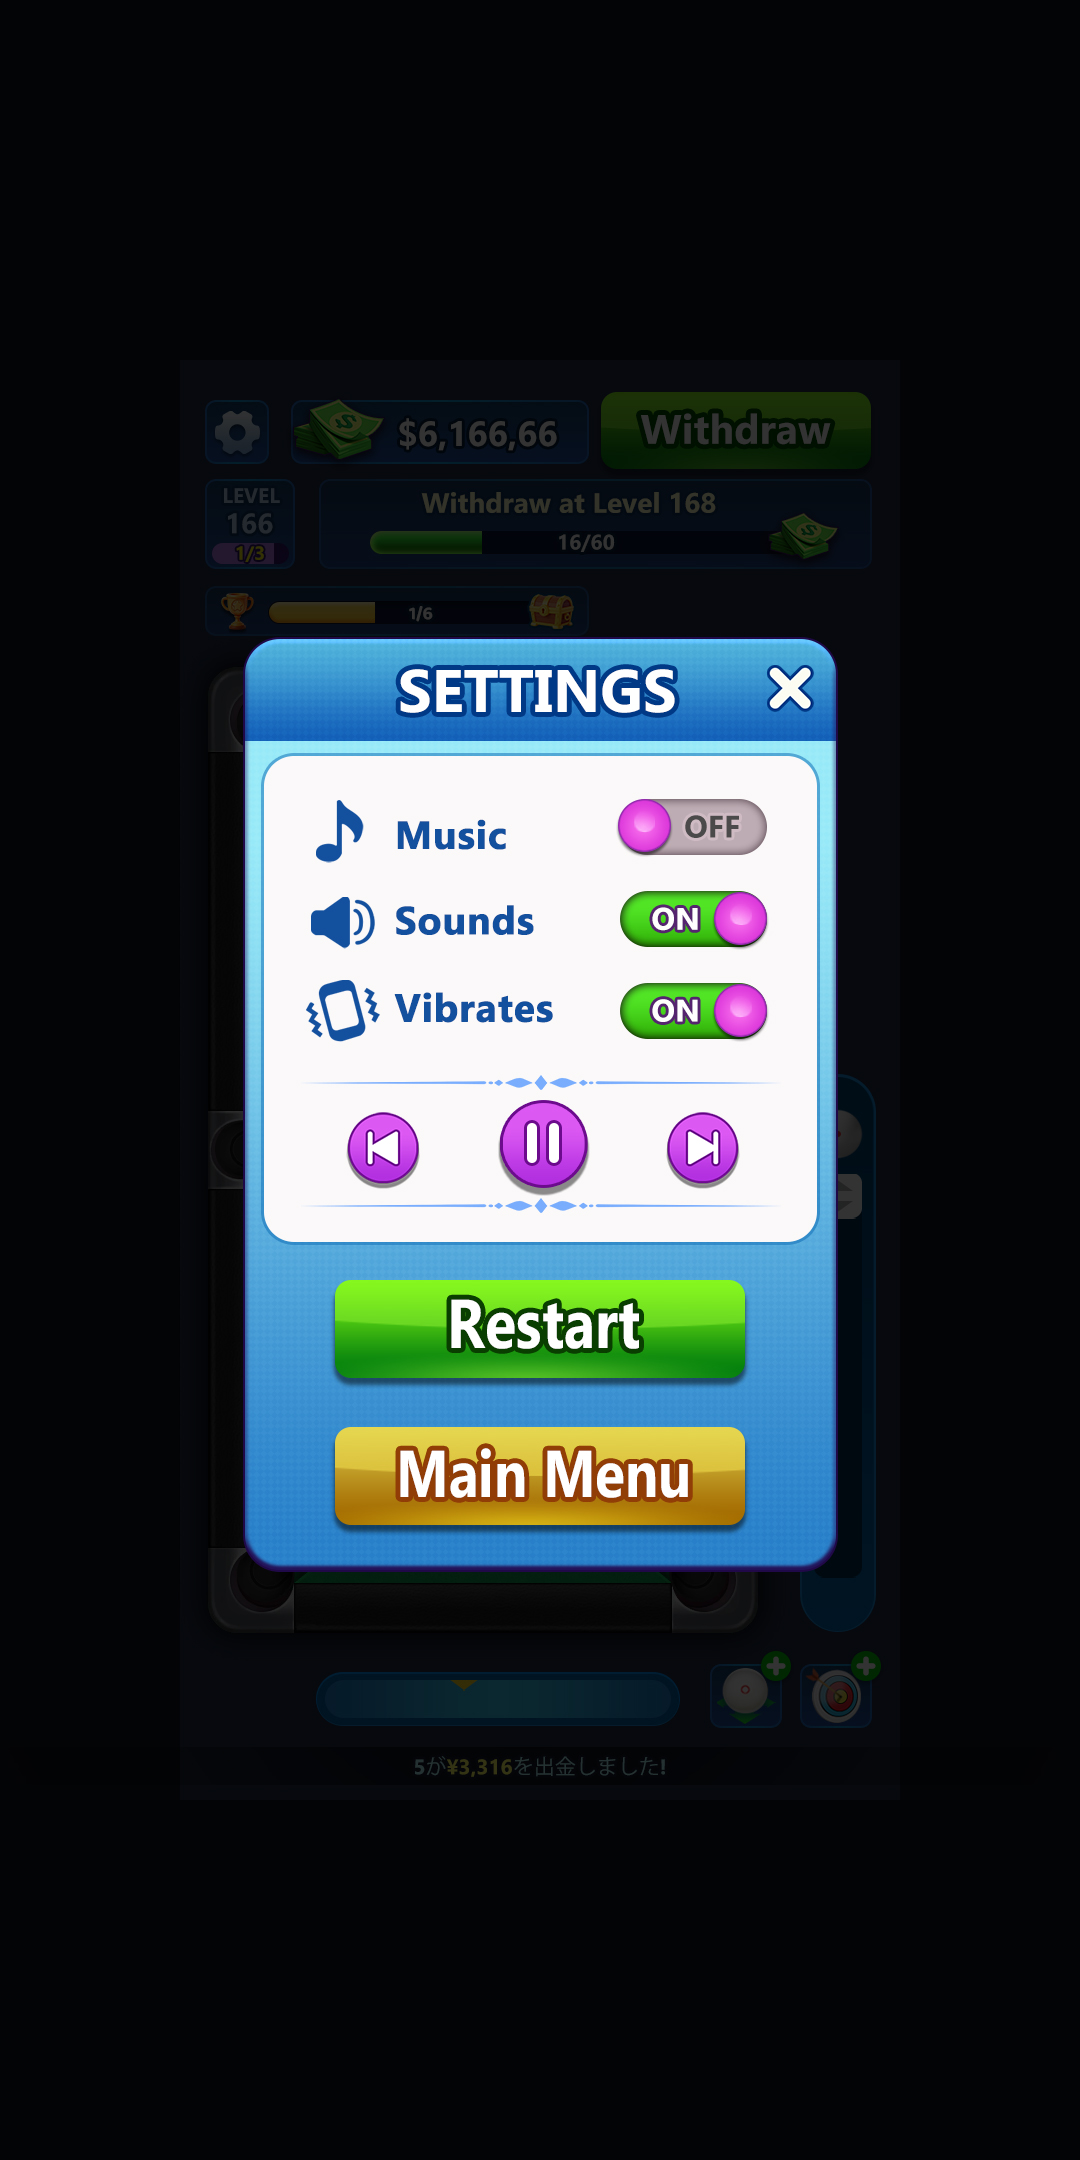 $6,166,66
Withdraw
LEVEL
166
1/3
Withdraw at Level 168
16/60
1/6
SETTINGS
Music
OFF
Sounds
ON
Vibrates
ON
Restart
Main Menu
5が¥3,316を出金しました!